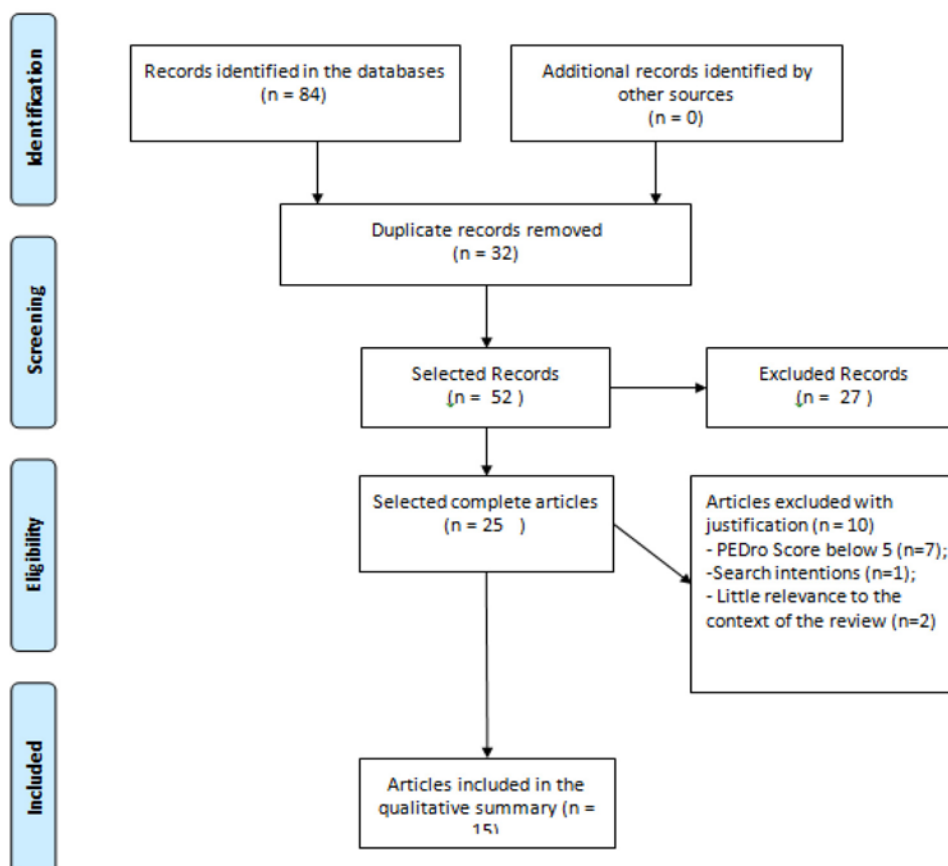 Identification
Records identified in the databases
(n = 84)
Additional records identified by
other sources
(n = 0)
Duplicate records removed
(n = 32)
Screening
Selected Records
(n =  52 )
Excluded Records
(n =  27 )
Eligibility
Selected complete articles
(n = 25   )
Articles excluded with
justification (n = 10)
- PEDro Score below 5 (n=7);
-Search intentions (n=1);
- Little relevance to the
context of the review (n=2)
Included
Articles included in the
qualitative summary (n =
15)